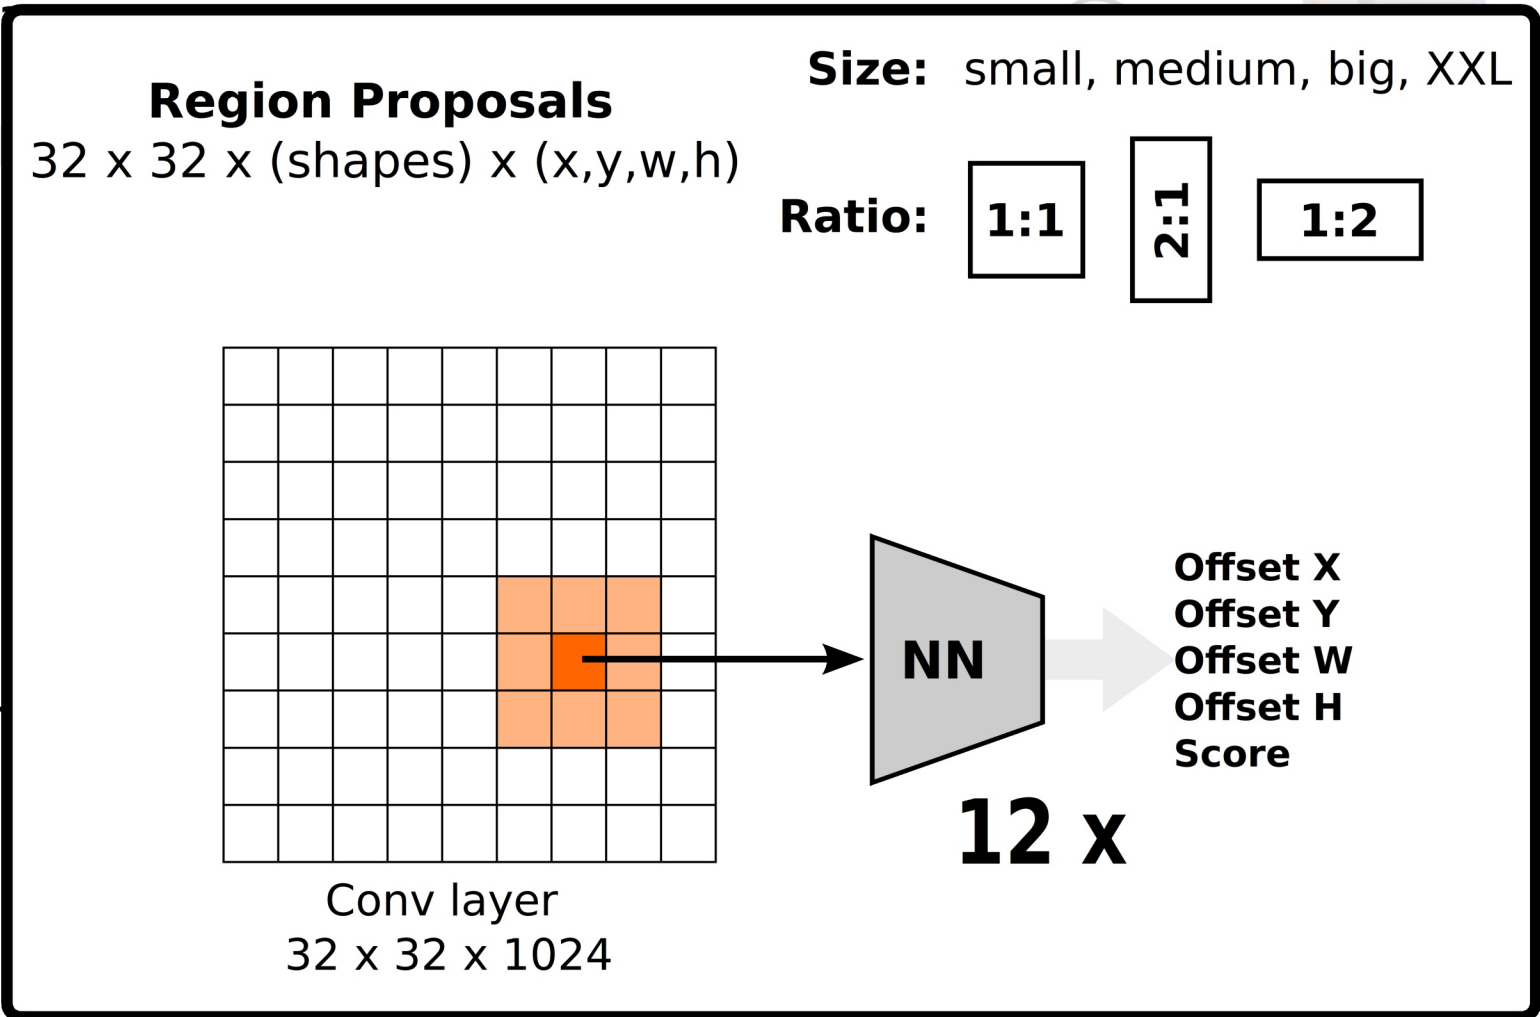 Region Proposals
32 x 32 x (shapes) x (x,y,w,h)
Size: small, medium, big, XXL
Ratio: 1:1 2:1 1:2
NN
Offset X
Offset Y
Offset W
Offset H
Score
12 x
Conv layer
32 x 32 x 1024